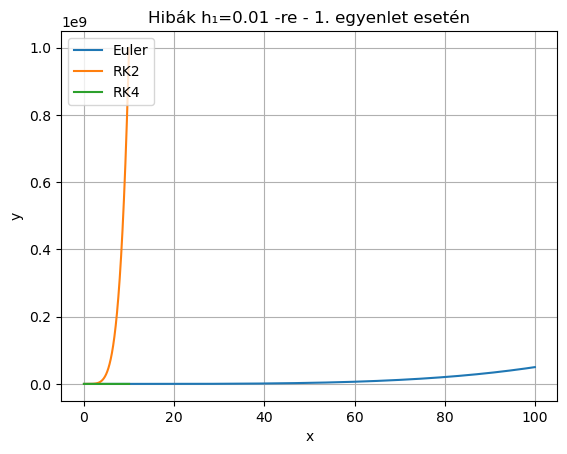 Hibák h₁=0.01 -re - 1. egyenlet esetén
1e9
Euler
RK2
RK4
1.0
0.8
0.6
0.4
0.2
0.0
y
0 20 40 60 80 100
x